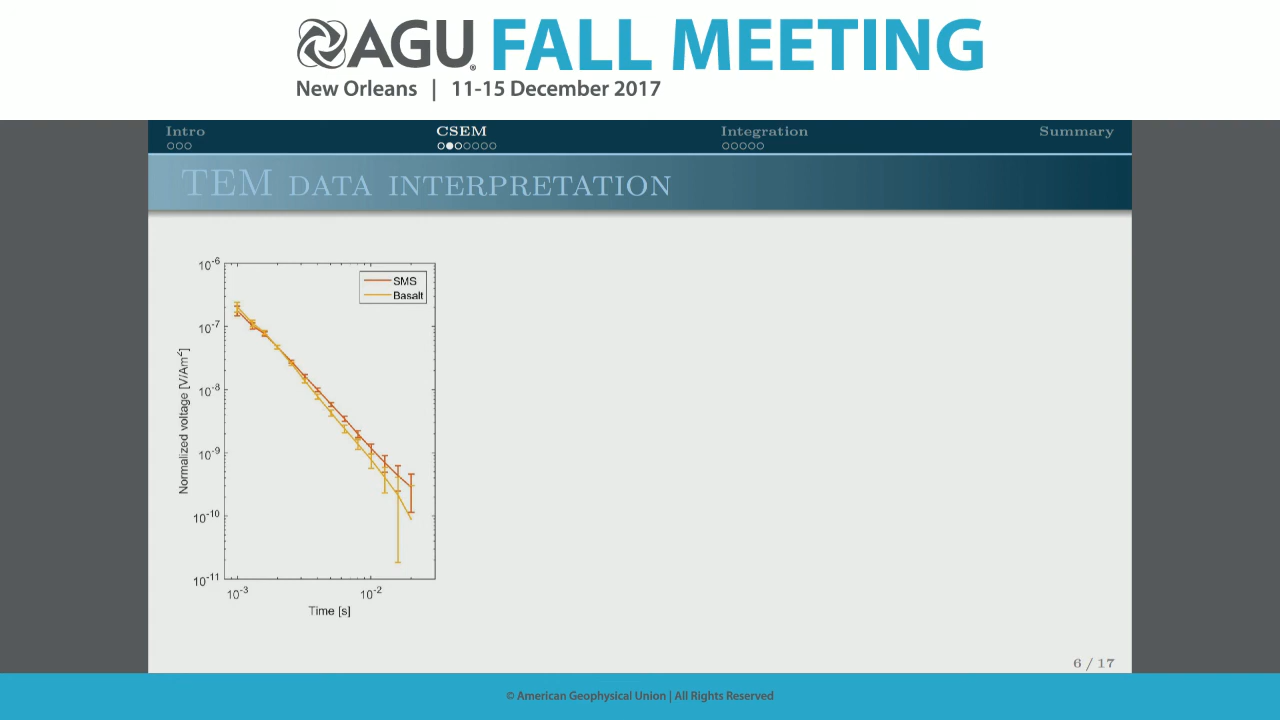 AGU FALL MEETING
New Orleans | 11-15 December 2017
Intro CSEM Integration Summary
TEM DATA INTERPRETATION
10^-6
SMS
Basalt
10^-7
10^-8
10^-9
10^-10
10^-11
Normalized voltage [V/Am^2]
10^-3 10^-2
Time [s]
6 / 17
© American Geophysical Union | All Rights Reserved